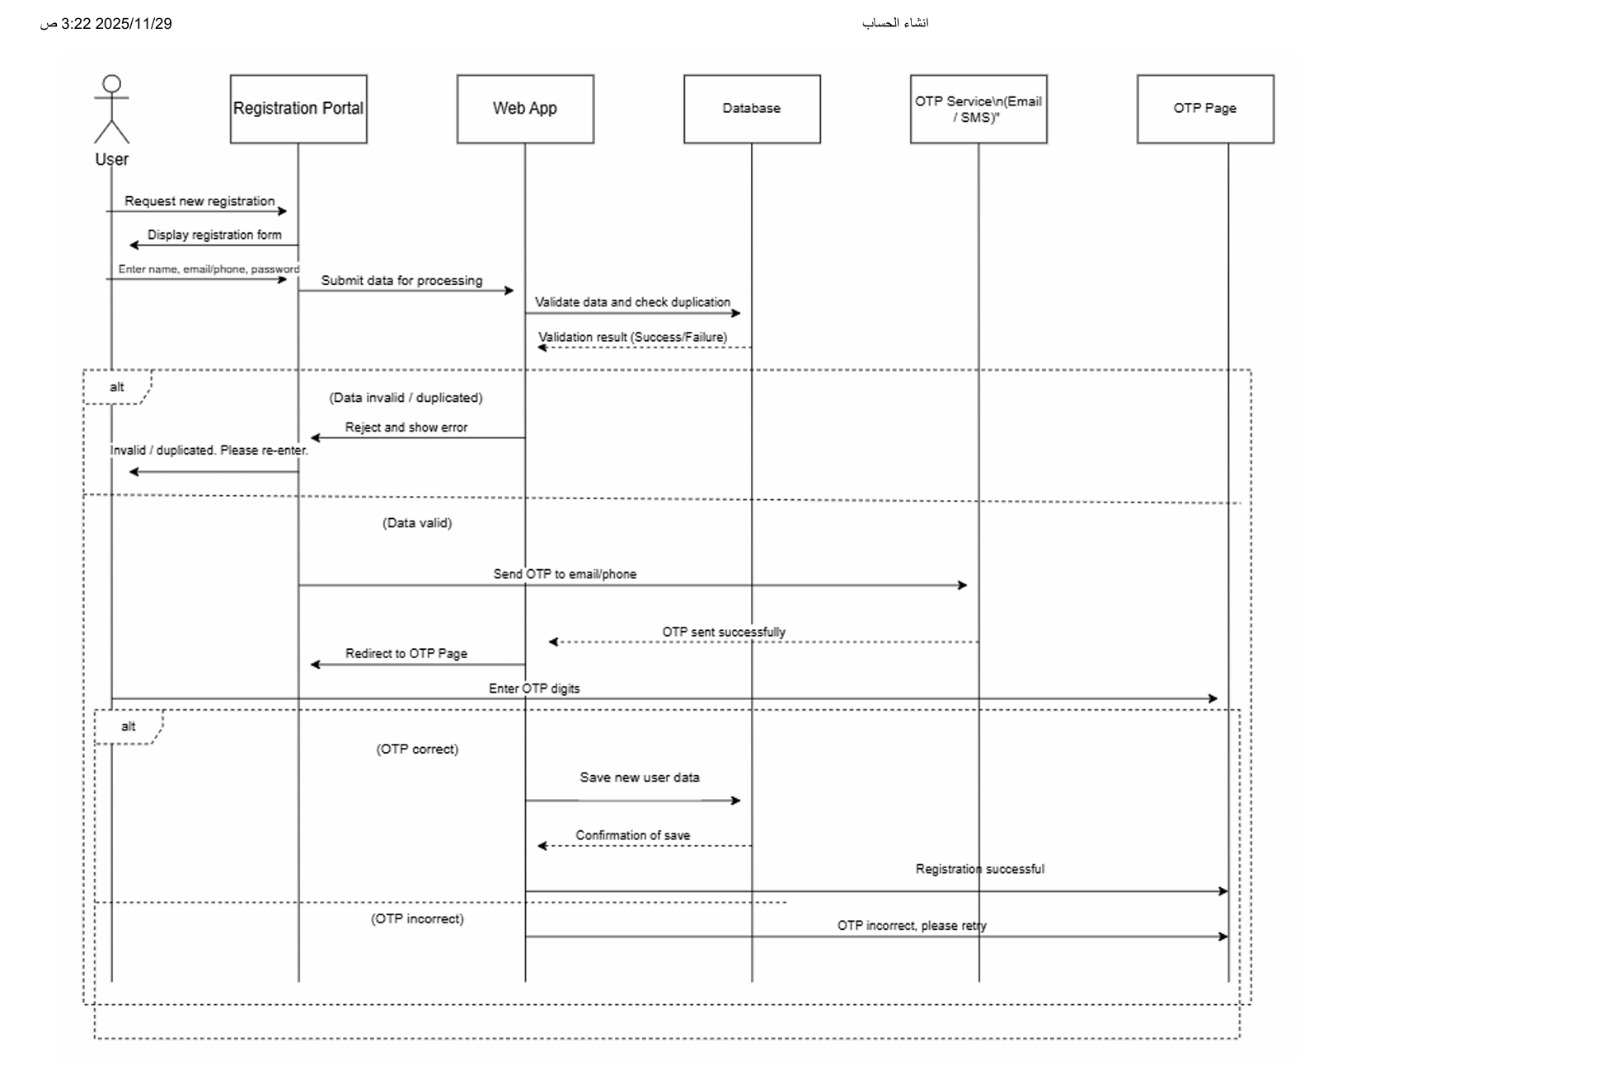 2025/11/29 3:22 ص
انشاء الحساب
User
Registration Portal
Web App
Database
OTP Service\n(Email
/ SMS)"
OTP Page
Request new registration
Display registration form
Enter name, email/phone, password
Submit data for processing
Validate data and check duplication
Validation result (Success/Failure)
alt
(Data invalid / duplicated)
Reject and show error
Invalid / duplicated. Please re-enter.
(Data valid)
Send OTP to email/phone
OTP sent successfully
Redirect to OTP Page
Enter OTP digits
alt
(OTP correct)
Save new user data
Confirmation of save
Registration successful
(OTP incorrect)
OTP incorrect, please retry